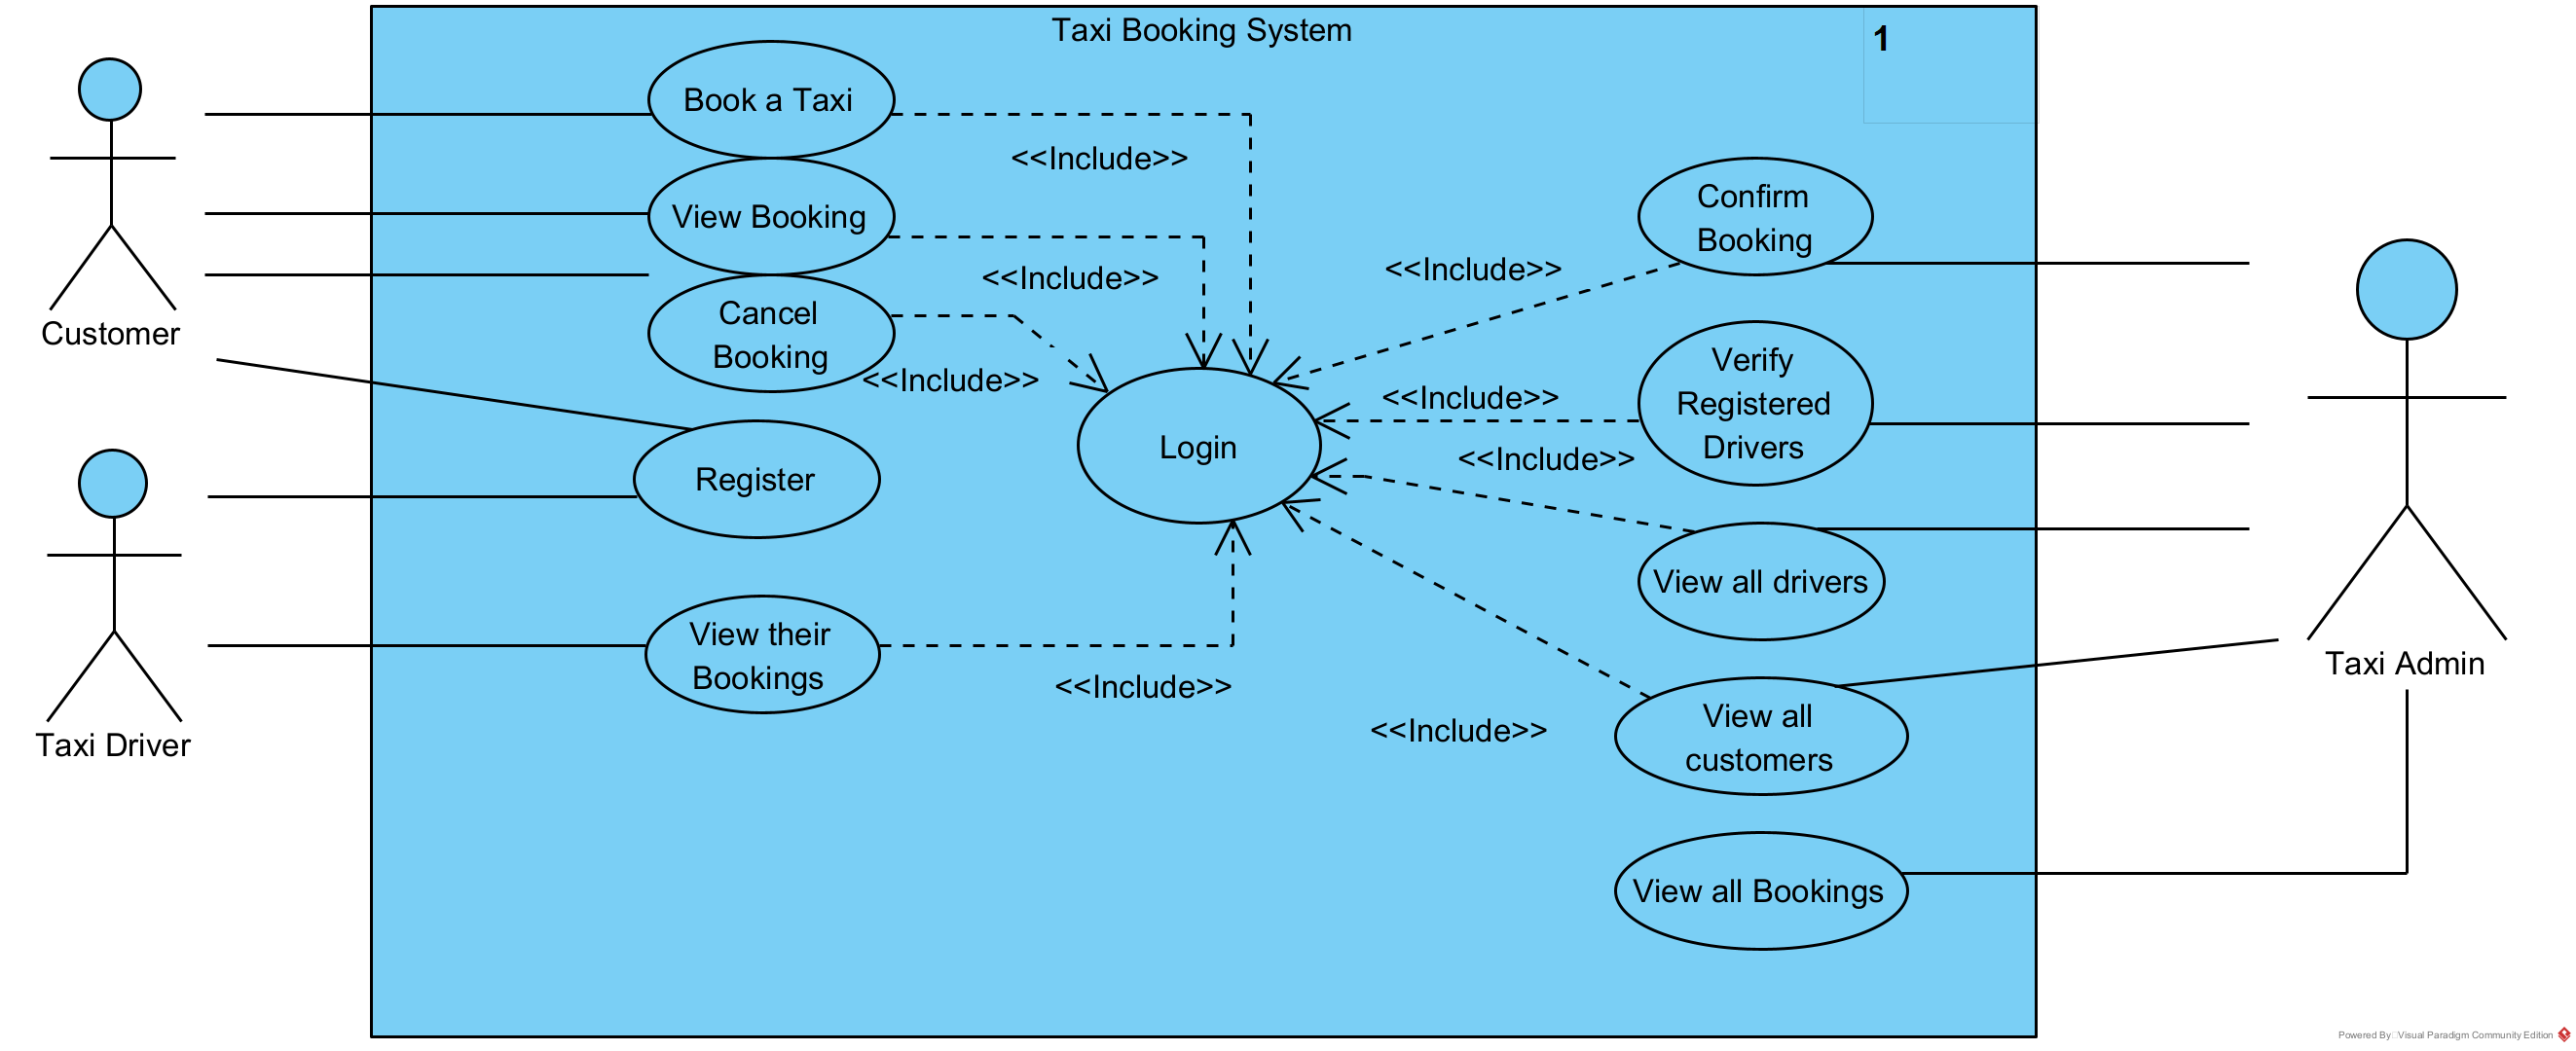 Taxi Booking System
1
Book a Taxi
<<Include>>
View Booking
<<Include>>
Cancel
Booking
<<Include>>
Customer
Register
Login
View their
Bookings
<<Include>>
Taxi Driver
Confirm
Booking
<<Include>>
Verify
Registered
Drivers
<<Include>>
<<Include>>
View all drivers
View all
customers
<<Include>>
View all Bookings
Taxi Admin
Powered By Visual Paradigm Community Edition